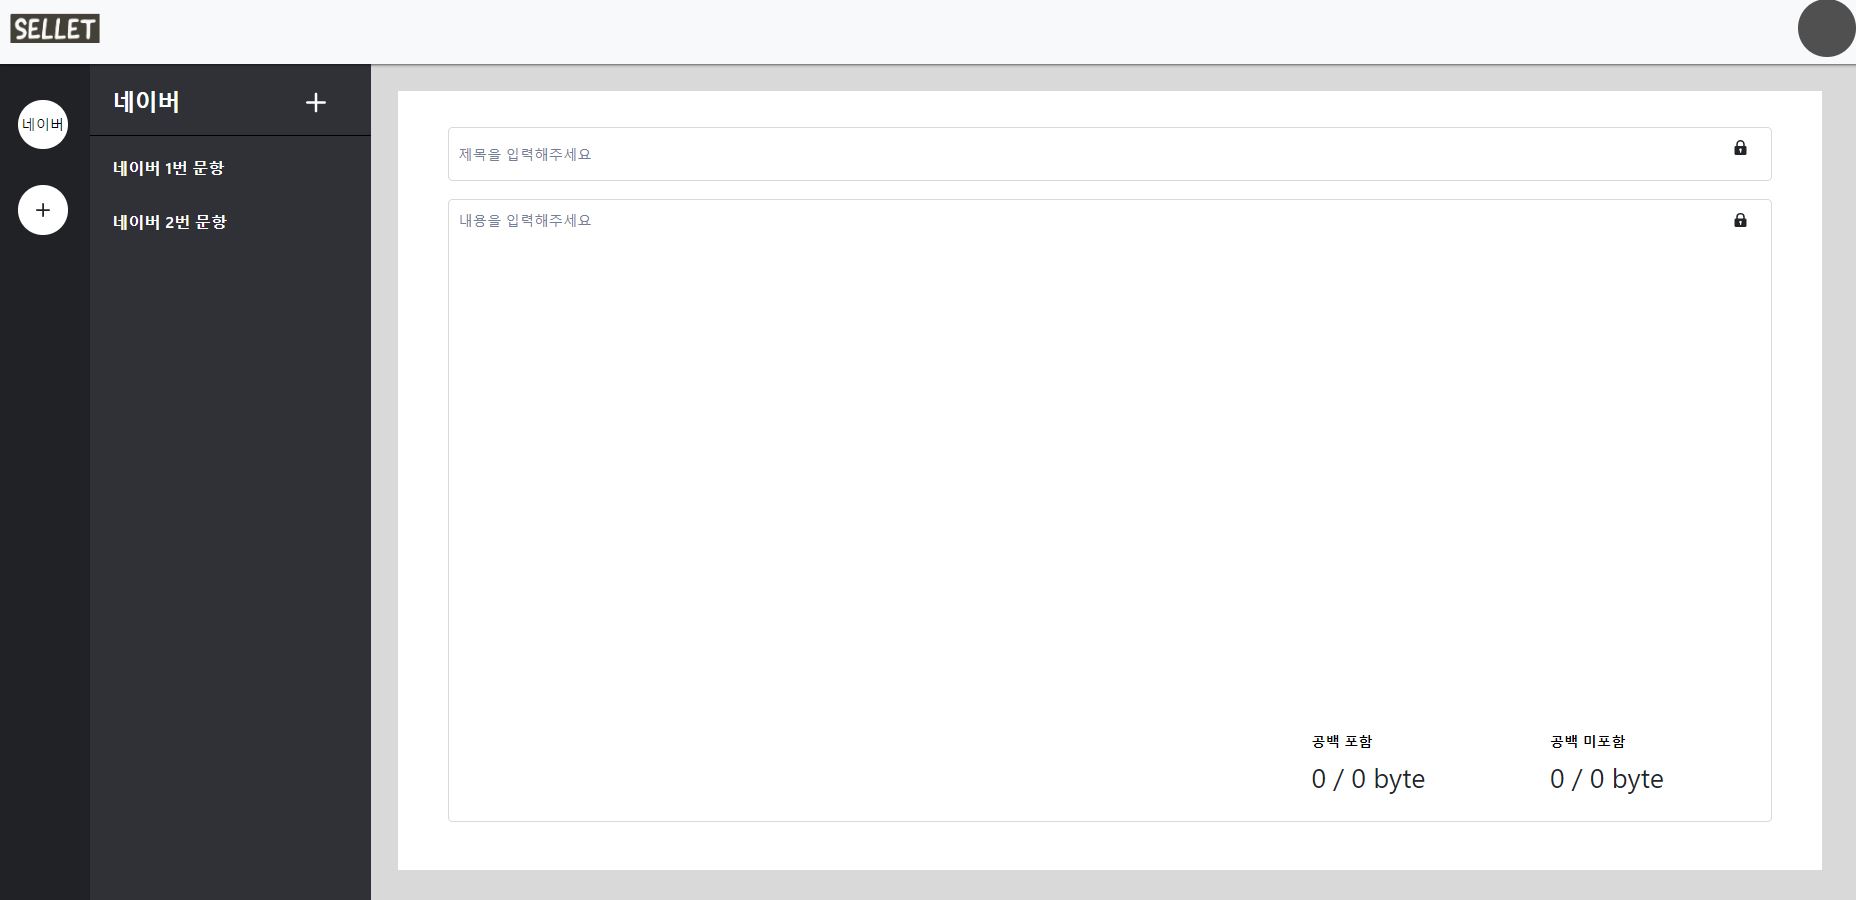 SELLET
네이버
네이버
네이버 1번 문항
네이버 2번 문항
제목을 입력해주세요
내용을 입력해주세요
공백 포함
0 / 0 byte
공백 미포함
0 / 0 byte